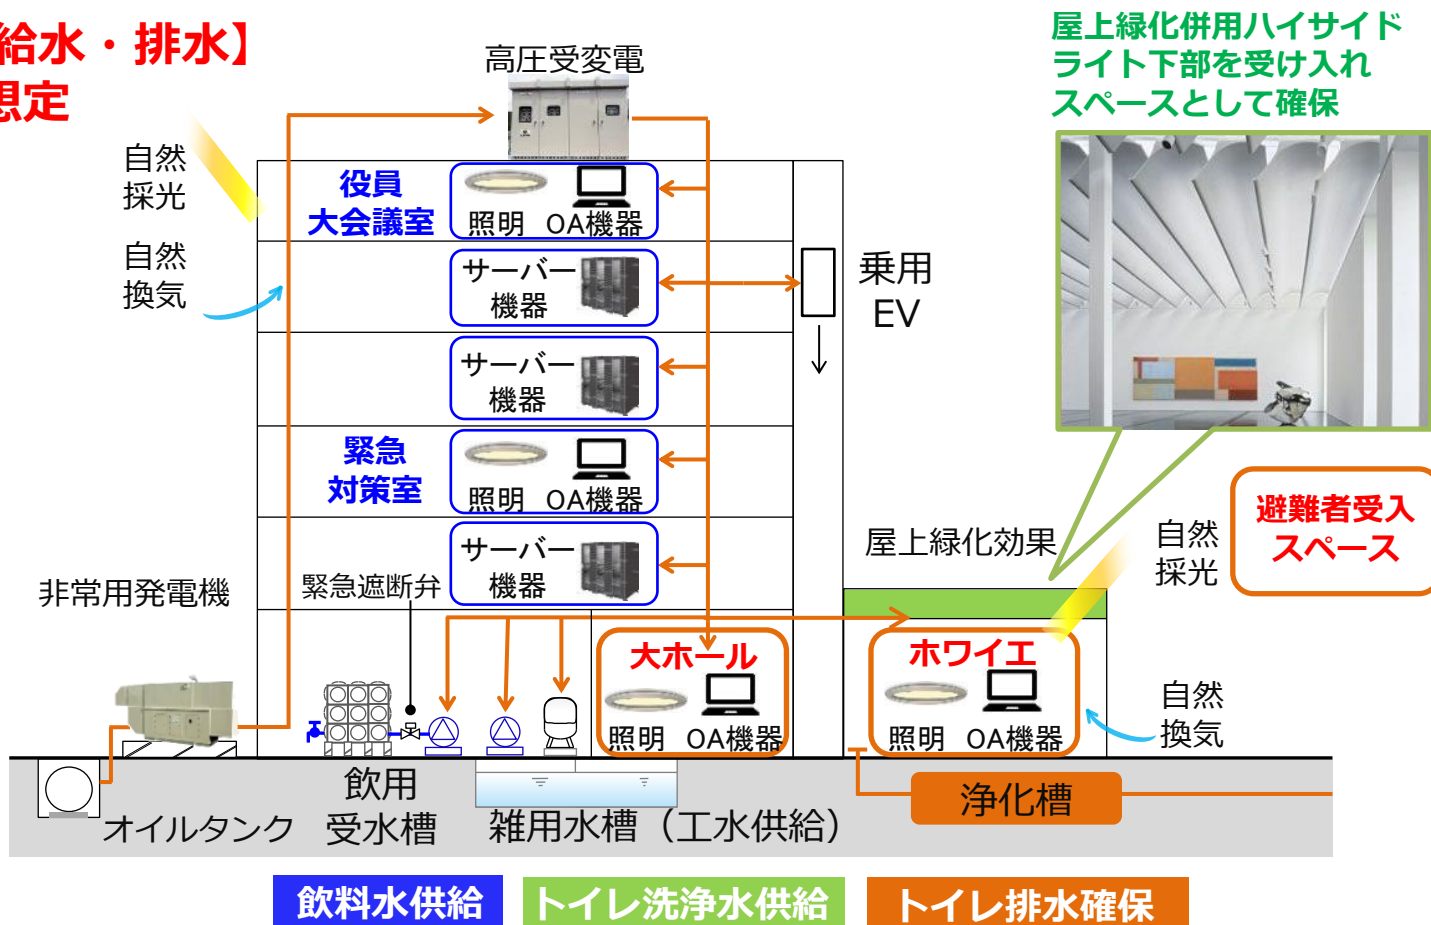 給水・排水】
想定
高圧受変電
屋上緑化併用ハイサイド
ライト下部を受け入れ
スペースとして確保
自然
採光
自然
換気
役員
大会議室
照明 OA機器
サーバー
機器
乗用
EV
サーバー
機器
緊急
対策室
照明 OA機器
サーバー
機器
屋上緑化効果
自然
採光
避難者受入
スペース
非常用発電機
緊急遮断弁
大ホール
照明 OA機器
ホワイエ
照明 OA機器
自然
換気
オイルタンク
飲用
受水槽
雑用水槽（工水供給）
浄化槽
飲料水供給
トイレ洗浄水供給
トイレ排水確保